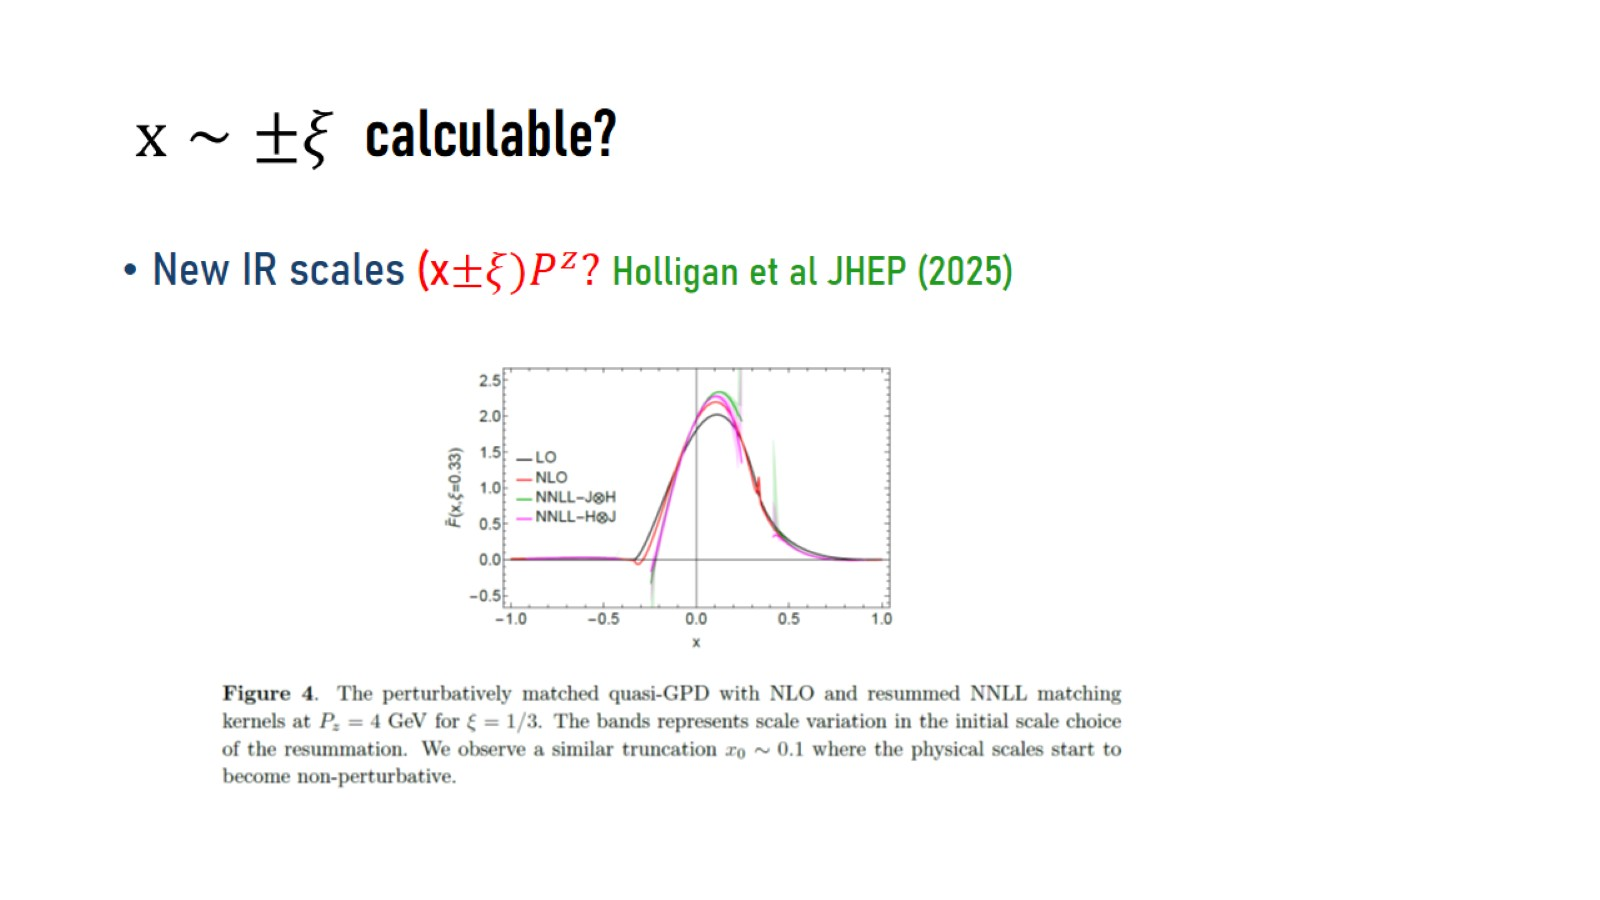 x ~ ±ξ calculable?
• New IR scales (x±ξ)Pᶻ? Holligan et al JHEP (2025)
2.5
2.0
1.5
1.0
0.5
0.0
−0.5
F̃(x,ξ=0.33)
LO
NLO
NNLL−J⊗H
NNLL−H⊗J
−1.0 −0.5 0.0 0.5 1.0
x
Figure 4. The perturbatively matched quasi-GPD with NLO and resummed NNLL matching
kernels at P_z = 4 GeV for ξ = 1/3. The bands represents scale variation in the initial scale choice
of the resummation. We observe a similar truncation x₀ ∼ 0.1 where the physical scales start to
become non-perturbative.